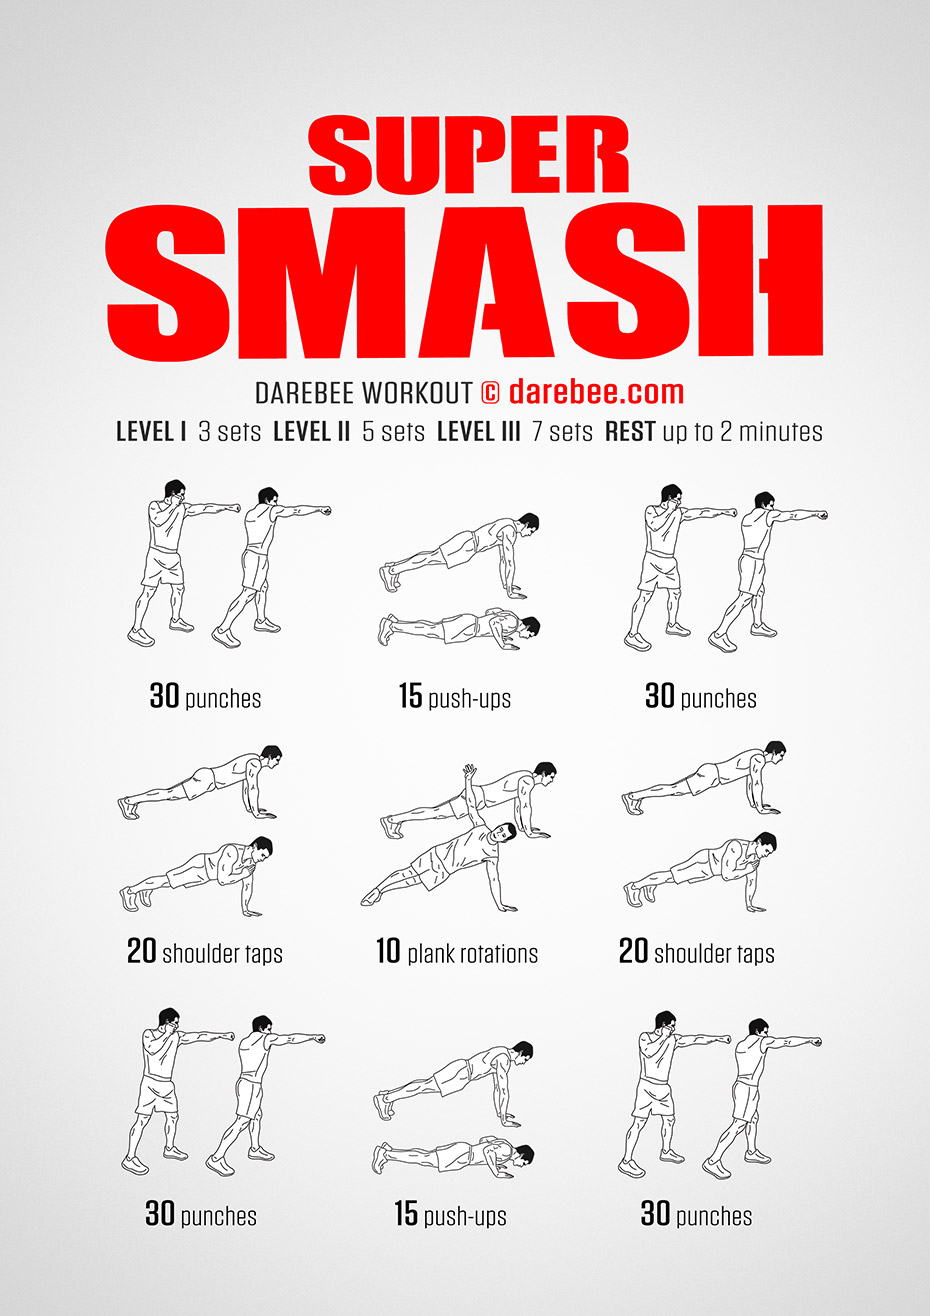 SUPER
SMASH
DAREBEE WORKOUT © darebee.com
LEVEL I 3 sets LEVEL II 5 sets LEVEL III 7 sets REST up to 2 minutes
30 punches
15 push-ups
30 punches
20 shoulder taps
10 plank rotations
20 shoulder taps
30 punches
15 push-ups
30 punches